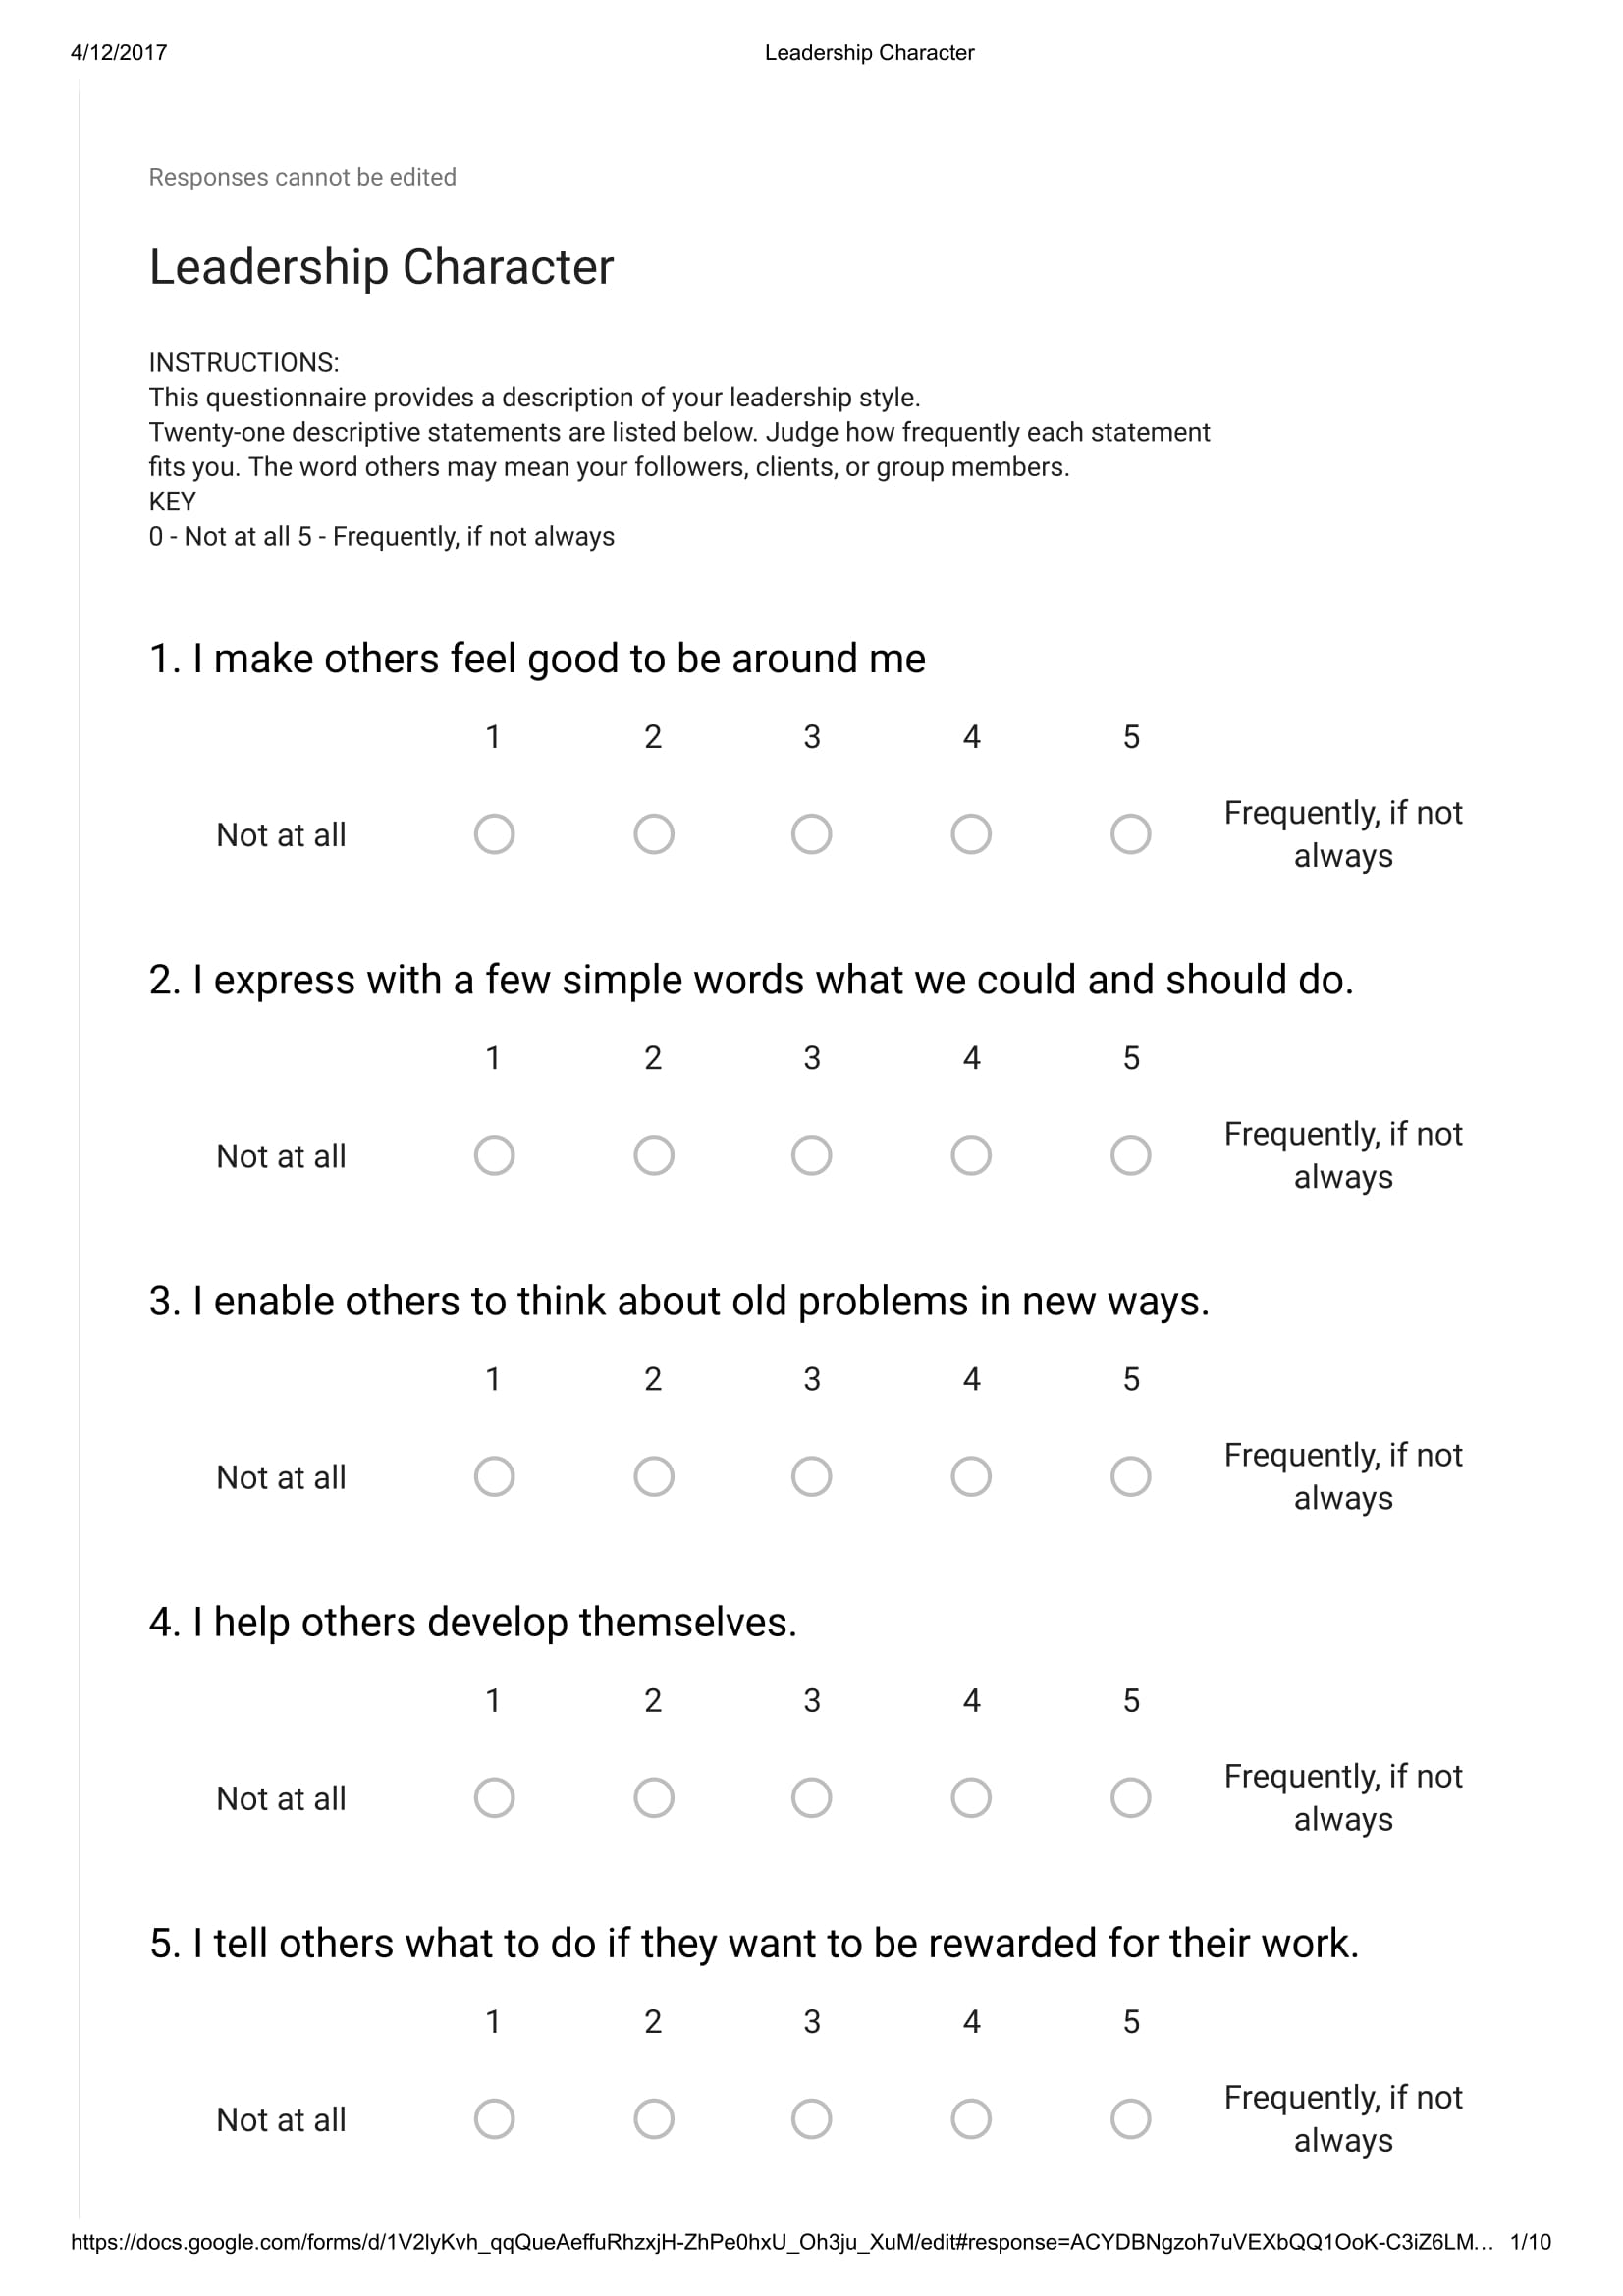 4/12/2017
Leadership Character
Responses cannot be edited
Leadership Character
INSTRUCTIONS:
This questionnaire provides a description of your leadership style.
Twenty-one descriptive statements are listed below. Judge how frequently each statement
fits you. The word others may mean your followers, clients, or group members.
KEY
0 - Not at all 5 - Frequently, if not always
1. I make others feel good to be around me
1 2 3 4 5
Not at all
Frequently, if not
always
2. I express with a few simple words what we could and should do.
1 2 3 4 5
Not at all
Frequently, if not
always
3. I enable others to think about old problems in new ways.
1 2 3 4 5
Not at all
Frequently, if not
always
4. I help others develop themselves.
1 2 3 4 5
Not at all
Frequently, if not
always
5. I tell others what to do if they want to be rewarded for their work.
1 2 3 4 5
Not at all
Frequently, if not
always
https://docs.google.com/forms/d/1V2lyKvh_qqQueAeffuRhzxjH-ZhPe0hxU_Oh3ju_XuM/edit#response=ACYDBNgzoh7uVEXbQQ1OoK-C3iZ6LM… 1/10